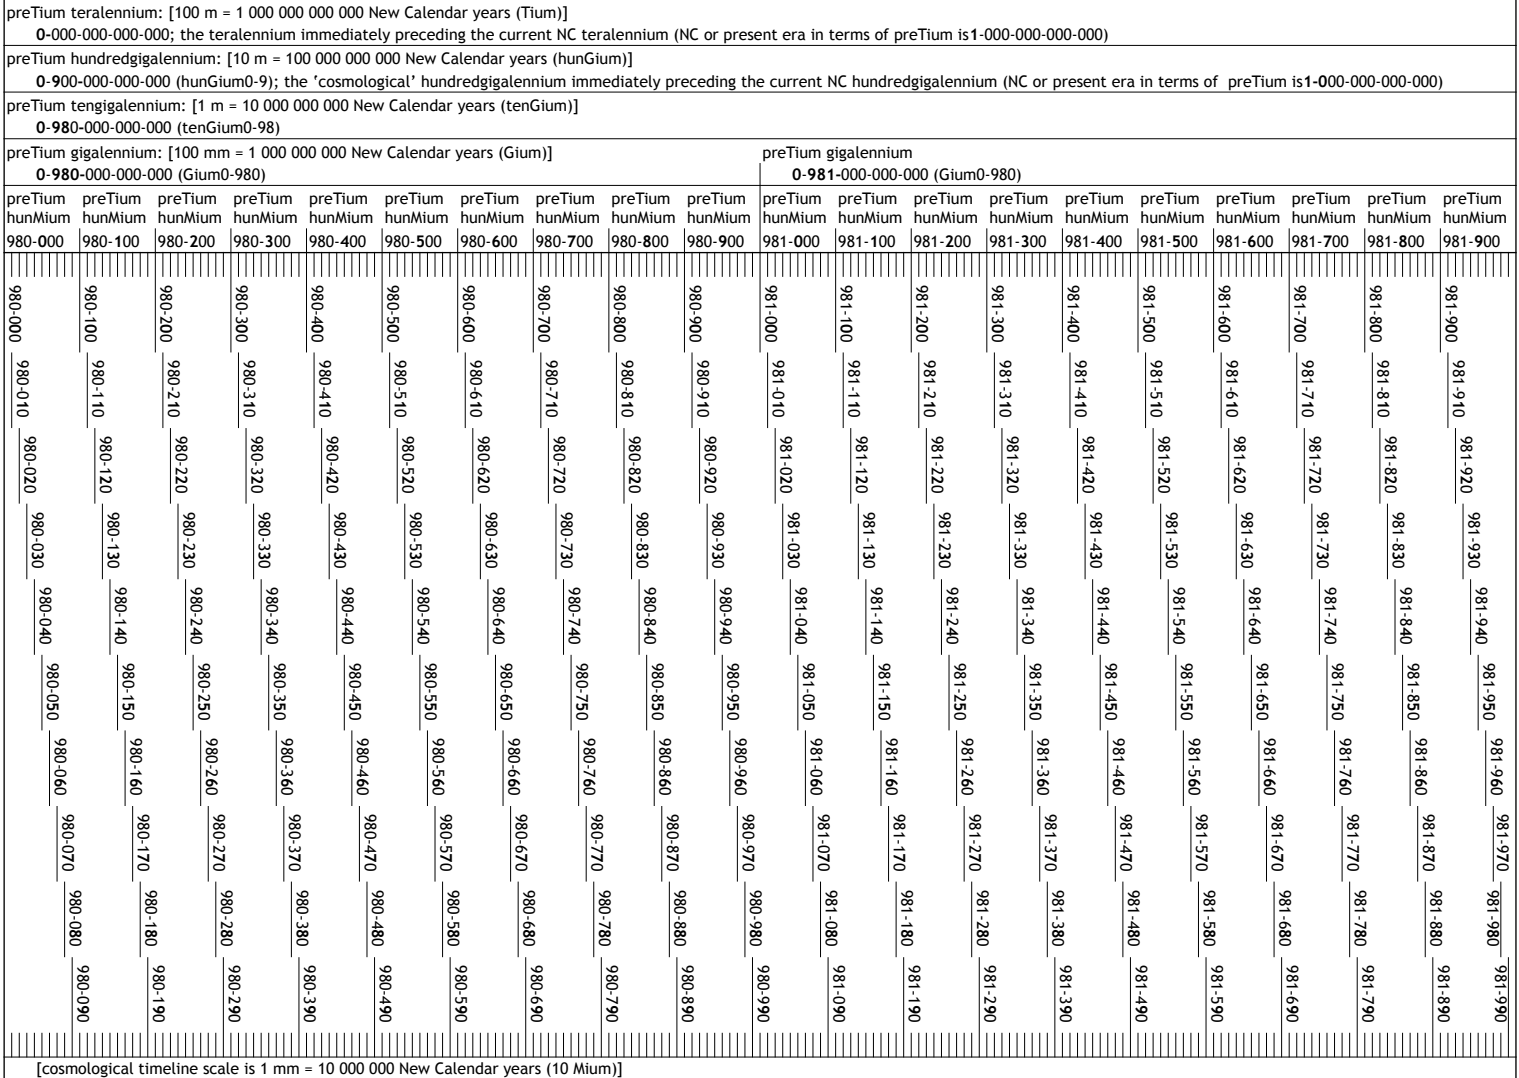 preTium teralennium: [100 m = 1 000 000 000 000 New Calendar years (Tium)]
0-000-000-000-000; the teralennium immediately preceding the current NC teralennium (NC or present era in terms of preTium is1-000-000-000-000)
preTium hundredgigalennium: [10 m = 100 000 000 000 New Calendar years (hunGium)]
0-900-000-000-000 (hunGium0-9); the ‘cosmological’ hundredgigalennium immediately preceding the current NC hundredgigalennium (NC or present era in terms of preTium is1-000-000-000-000)
preTium tengigalennium: [1 m = 10 000 000 000 New Calendar years (tenGium)]
0-980-000-000-000 (tenGium0-98)
preTium gigalennium: [100 mm = 1 000 000 000 New Calendar years (Gium)] preTium gigalennium
0-980-000-000-000 (Gium0-980) 0-981-000-000-000 (Gium0-980)
preTium preTium preTium preTium preTium preTium preTium preTium preTium preTium preTium preTium preTium preTium preTium preTium preTium preTium preTium preTium
hunMium hunMium hunMium hunMium hunMium hunMium hunMium hunMium hunMium hunMium hunMium hunMium hunMium hunMium hunMium hunMium hunMium hunMium hunMium hunMium
980-000 980-100 980-200 980-300 980-400 980-500 980-600 980-700 980-800 980-900 981-000 981-100 981-200 981-300 981-400 981-500 981-600 981-700 981-800 981-900
980-000 980-100 980-200 980-300 980-400 980-500 980-600 980-700 980-800 980-900 981-000 981-100 981-200 981-300 981-400 981-500 981-600 981-700 981-800 981-900
980-010 980-110 980-210 980-310 980-410 980-510 980-610 980-710 980-810 980-910 981-010 981-110 981-210 981-310 981-410 981-510 981-610 981-710 981-810 981-910
980-020 980-120 980-220 980-320 980-420 980-520 980-620 980-720 980-820 980-920 981-020 981-120 981-220 981-320 981-420 981-520 981-620 981-720 981-820 981-920
980-030 980-130 980-230 980-330 980-430 980-530 980-630 980-730 980-830 980-930 981-030 981-130 981-230 981-330 981-430 981-530 981-630 981-730 981-830 981-930
980-040 980-140 980-240 980-340 980-440 980-540 980-640 980-740 980-840 980-940 981-040 981-140 981-240 981-340 981-440 981-540 981-640 981-740 981-840 981-940
980-050 980-150 980-250 980-350 980-450 980-550 980-650 980-750 980-850 980-950 981-050 981-150 981-250 981-350 981-450 981-550 981-650 981-750 981-850 981-950
980-060 980-160 980-260 980-360 980-460 980-560 980-660 980-760 980-860 980-960 981-060 981-160 981-260 981-360 981-460 981-560 981-660 981-760 981-860 981-960
980-070 980-170 980-270 980-370 980-470 980-570 980-670 980-770 980-870 980-970 981-070 981-170 981-270 981-370 981-470 981-570 981-670 981-770 981-870 981-970
980-080 980-180 980-280 980-380 980-480 980-580 980-680 980-780 980-880 980-980 981-080 981-180 981-280 981-380 981-480 981-580 981-680 981-780 981-880 981-980
980-090 980-190 980-290 980-390 980-490 980-590 980-690 980-790 980-890 980-990 981-090 981-190 981-290 981-390 981-490 981-590 981-690 981-790 981-890 981-990
[cosmological timeline scale is 1 mm = 10 000 000 New Calendar years (10 Mium)]